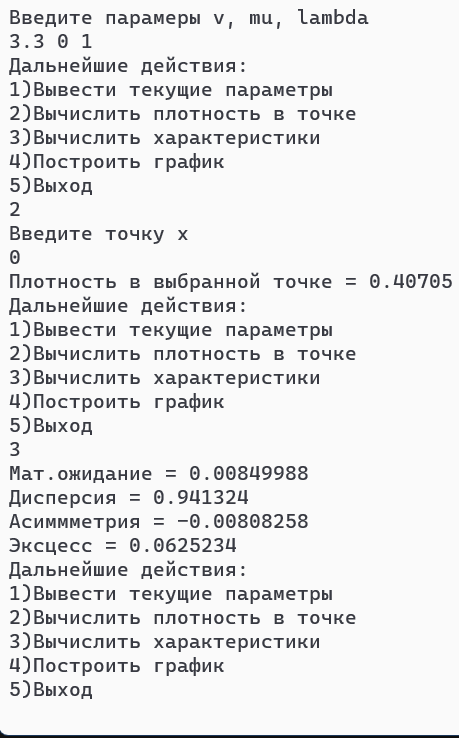 Введите парамеры v, mu, lambda
3.3 0 1
Дальнейшие действия:
1)Вывести текущие параметры
2)Вычислить плотность в точке
3)Вычислить характеристики
4)Построить график
5)Выход
2
Введите точку x
0
Плотность в выбранной точке = 0.40705
Дальнейшие действия:
1)Вывести текущие параметры
2)Вычислить плотность в точке
3)Вычислить характеристики
4)Построить график
5)Выход
3
Мат.ожидание = 0.00849988
Дисперсия = 0.941324
Асиммметрия = -0.00808258
Эксцесс = 0.0625234
Дальнейшие действия:
1)Вывести текущие параметры
2)Вычислить плотность в точке
3)Вычислить характеристики
4)Построить график
5)Выход